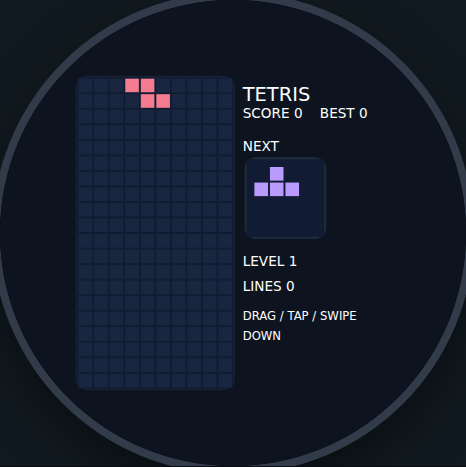 TETRIS
SCORE 0 BEST 0
NEXT
LEVEL 1
LINES 0
DRAG / TAP / SWIPE
DOWN